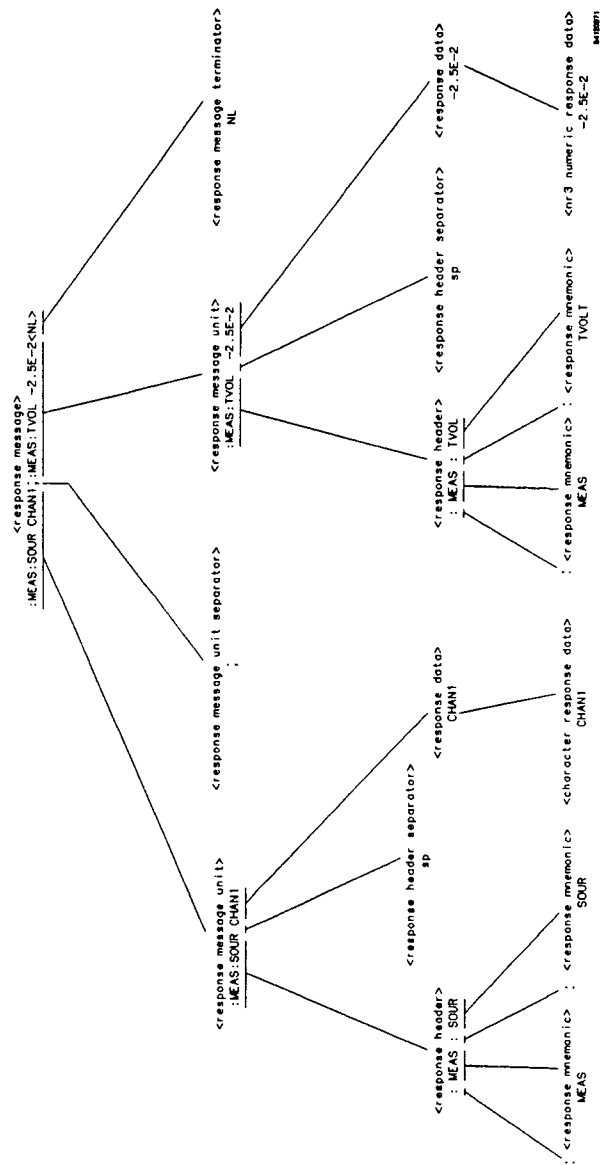 <response message>
:MEAS:SOUR CHAN1;:MEAS:TVOL -2.5E-2<NL>
<response message unit>
:MEAS:SOUR CHAN1
<response message unit separator>
;
<response message unit>
:MEAS:TVOL -2.5E-2
<response message terminator>
NL
<response header>
: MEAS : SOUR
<response header separator>
sp
<response data>
CHAN1
<response header>
: MEAS : TVOL
<response header separator>
sp
<response data>
-2.5E-2
: <response mnemonic> : <response mnemonic>
MEAS SOUR
<character response data>
CHAN1
: <response mnemonic> : <response mnemonic>
MEAS TVOLT
<nr3 numeric response data>
-2.5E-2